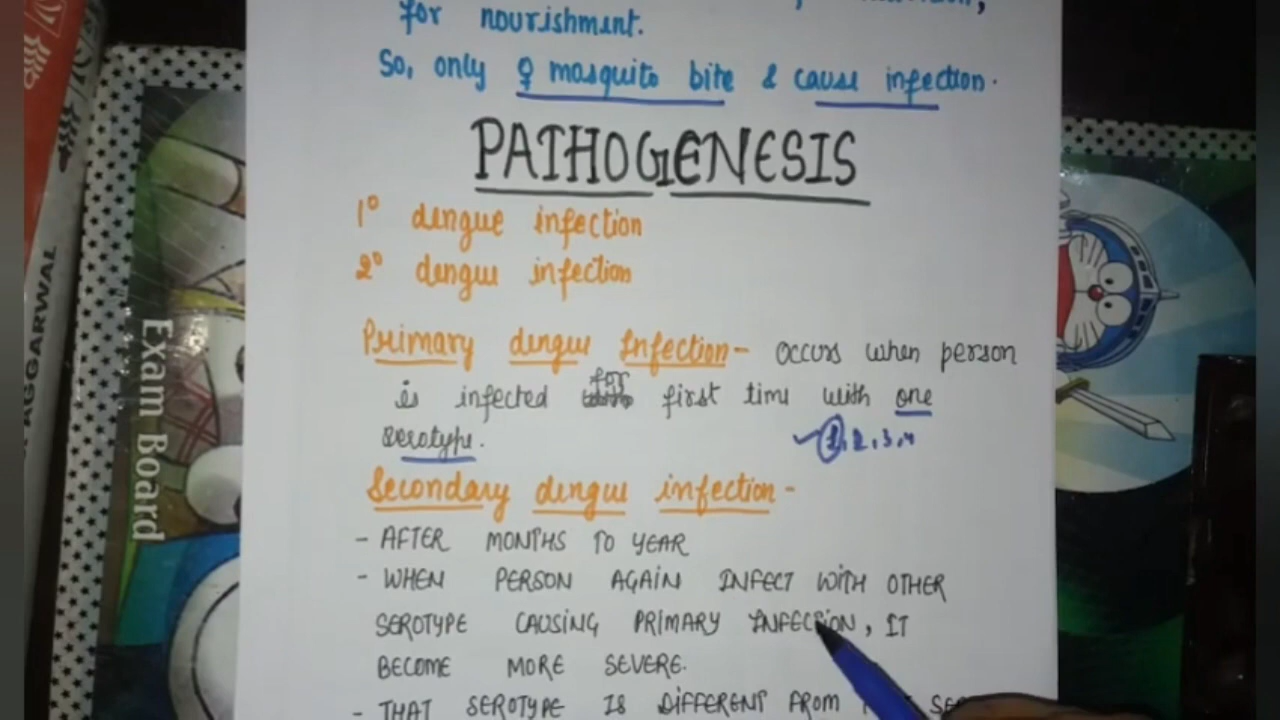 for nourishment.
So, only ♀ mosquito bite & cause infection.
PATHOGENESIS
1° dengue infection
2° dengue infection
Primary dengue Infection - occurs when person
is infected for first time with one
serotype.
1, 2, 3, 4
Secondary dengue infection -
- AFTER MONTHS TO YEAR
- WHEN PERSON AGAIN INFECT WITH OTHER
SEROTYPE CAUSING PRIMARY INFECTION, IT
BECOME MORE SEVERE.
- THAT SEROTYPE IS DIFFERENT FROM
Exam Board
AGGARWAL